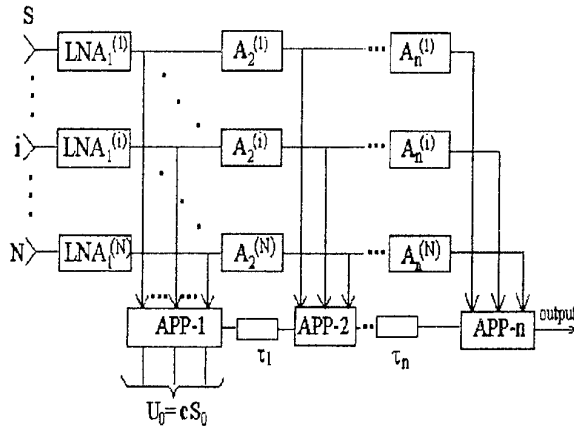 S
LNA₁⁽¹⁾ A₂⁽¹⁾ Aₙ⁽¹⁾
i LNA₁⁽ⁱ⁾ A₂⁽ⁱ⁾ Aₙ⁽ⁱ⁾
N LNA₁⁽ᴺ⁾ A₂⁽ᴺ⁾ Aₙ⁽ᴺ⁾
APP-1 APP-2 APP-n output
τ₁ τₙ
U₀=cS₀